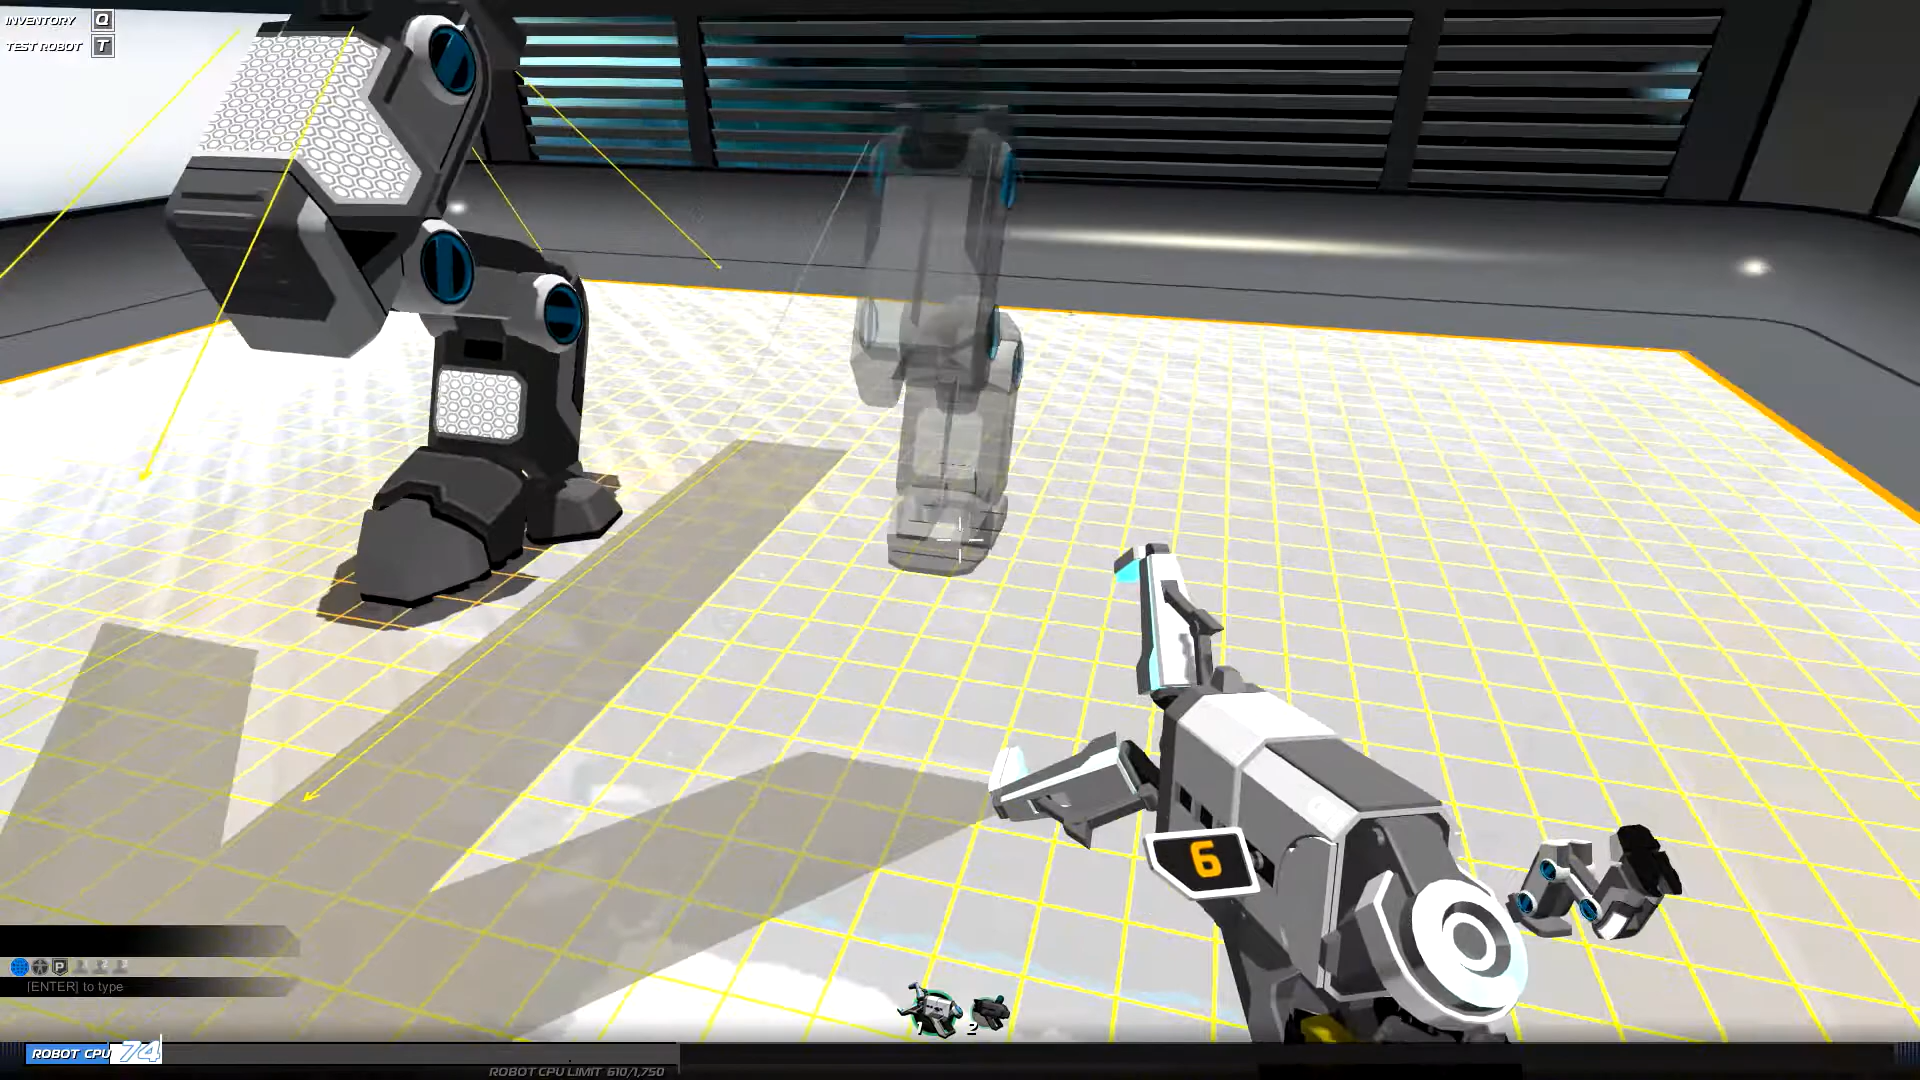 INVENTORY Q
TEST ROBOT T
6
P
[ENTER] to type
1 2
ROBOT CPU 74
ROBOT CPU LIMIT 610/1,750